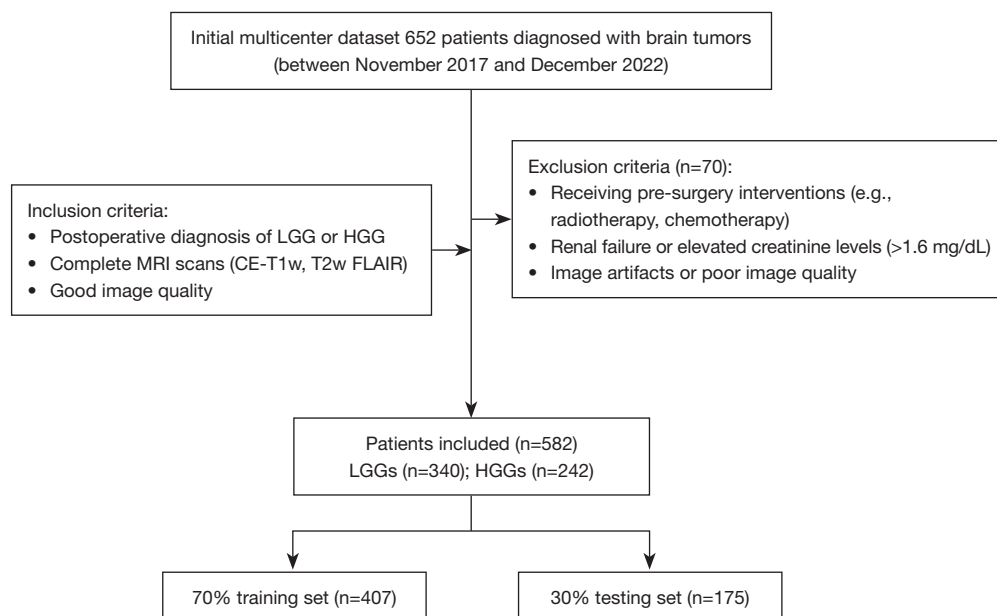 Initial multicenter dataset 652 patients diagnosed with brain tumors
(between November 2017 and December 2022)
Exclusion criteria (n=70):
• Receiving pre-surgery interventions (e.g.,
radiotherapy, chemotherapy)
• Renal failure or elevated creatinine levels (>1.6 mg/dL)
• Image artifacts or poor image quality
Inclusion criteria:
• Postoperative diagnosis of LGG or HGG
• Complete MRI scans (CE-T1w, T2w FLAIR)
• Good image quality
Patients included (n=582)
LGGs (n=340); HGGs (n=242)
70% training set (n=407)
30% testing set (n=175)